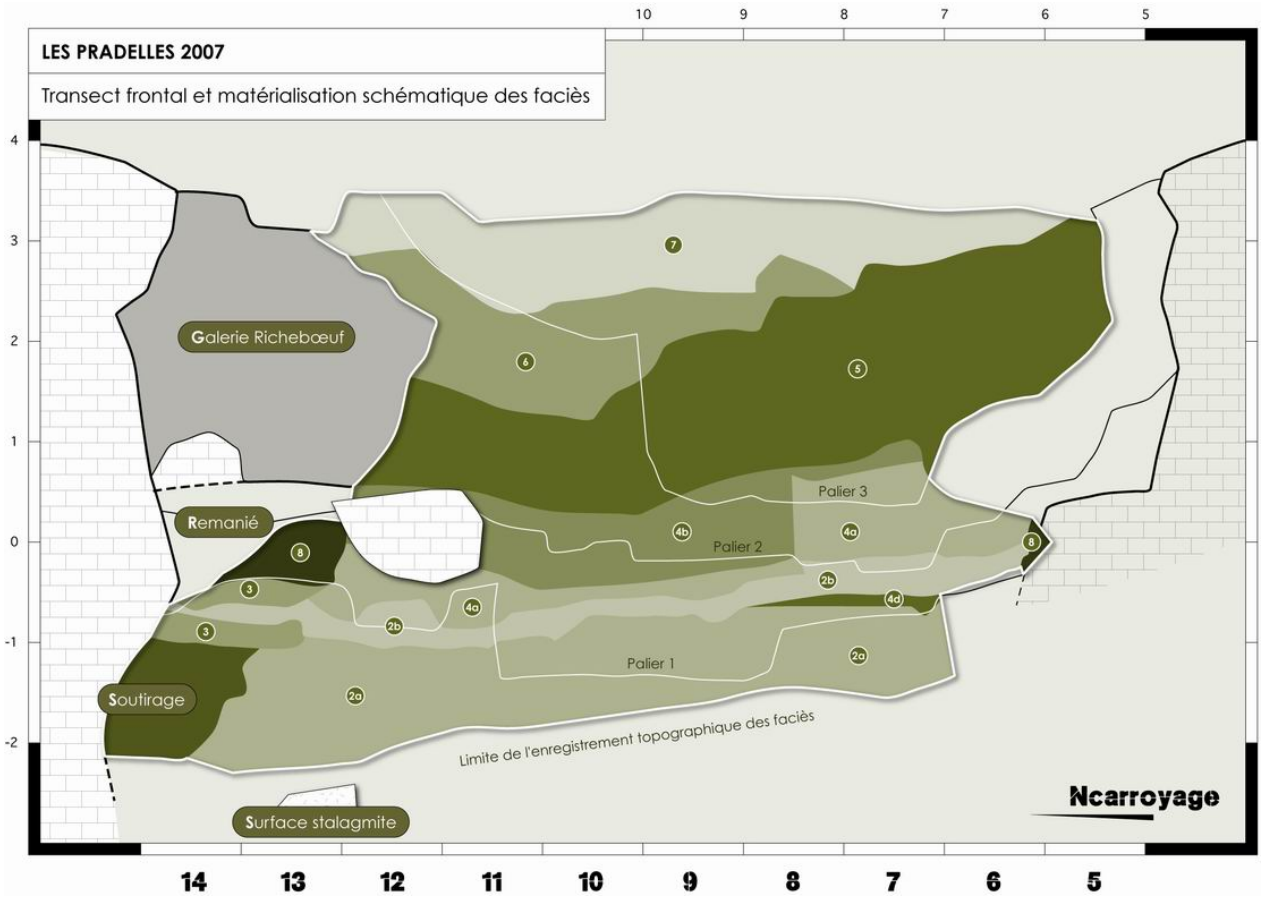 10 9 8 7 6 5
LES PRADELLES 2007
Transect frontal et matérialisation schématique des faciès
4
3
7
Galerie Richebœuf
2
6
5
1
Palier 3
Remanié
0
4b
4a
Palier 2
8
8
2b
3
4a
4d
2b
3
-1
Palier 1
2a
Soutirage
2a
-2
Limite de l'enregistrement topographique des faciès
Ncarroyage
Surface stalagmite
14 13 12 11 10 9 8 7 6 5